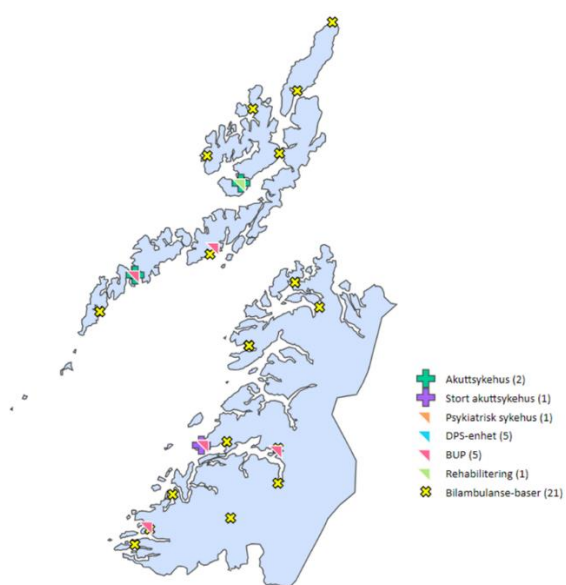 Akuttsykehus (2)
Stort akuttsykehus (1)
Psykiatrisk sykehus (1)
DPS-enhet (5)
BUP (5)
Rehabilitering (1)
Bilambulanse-baser (21)